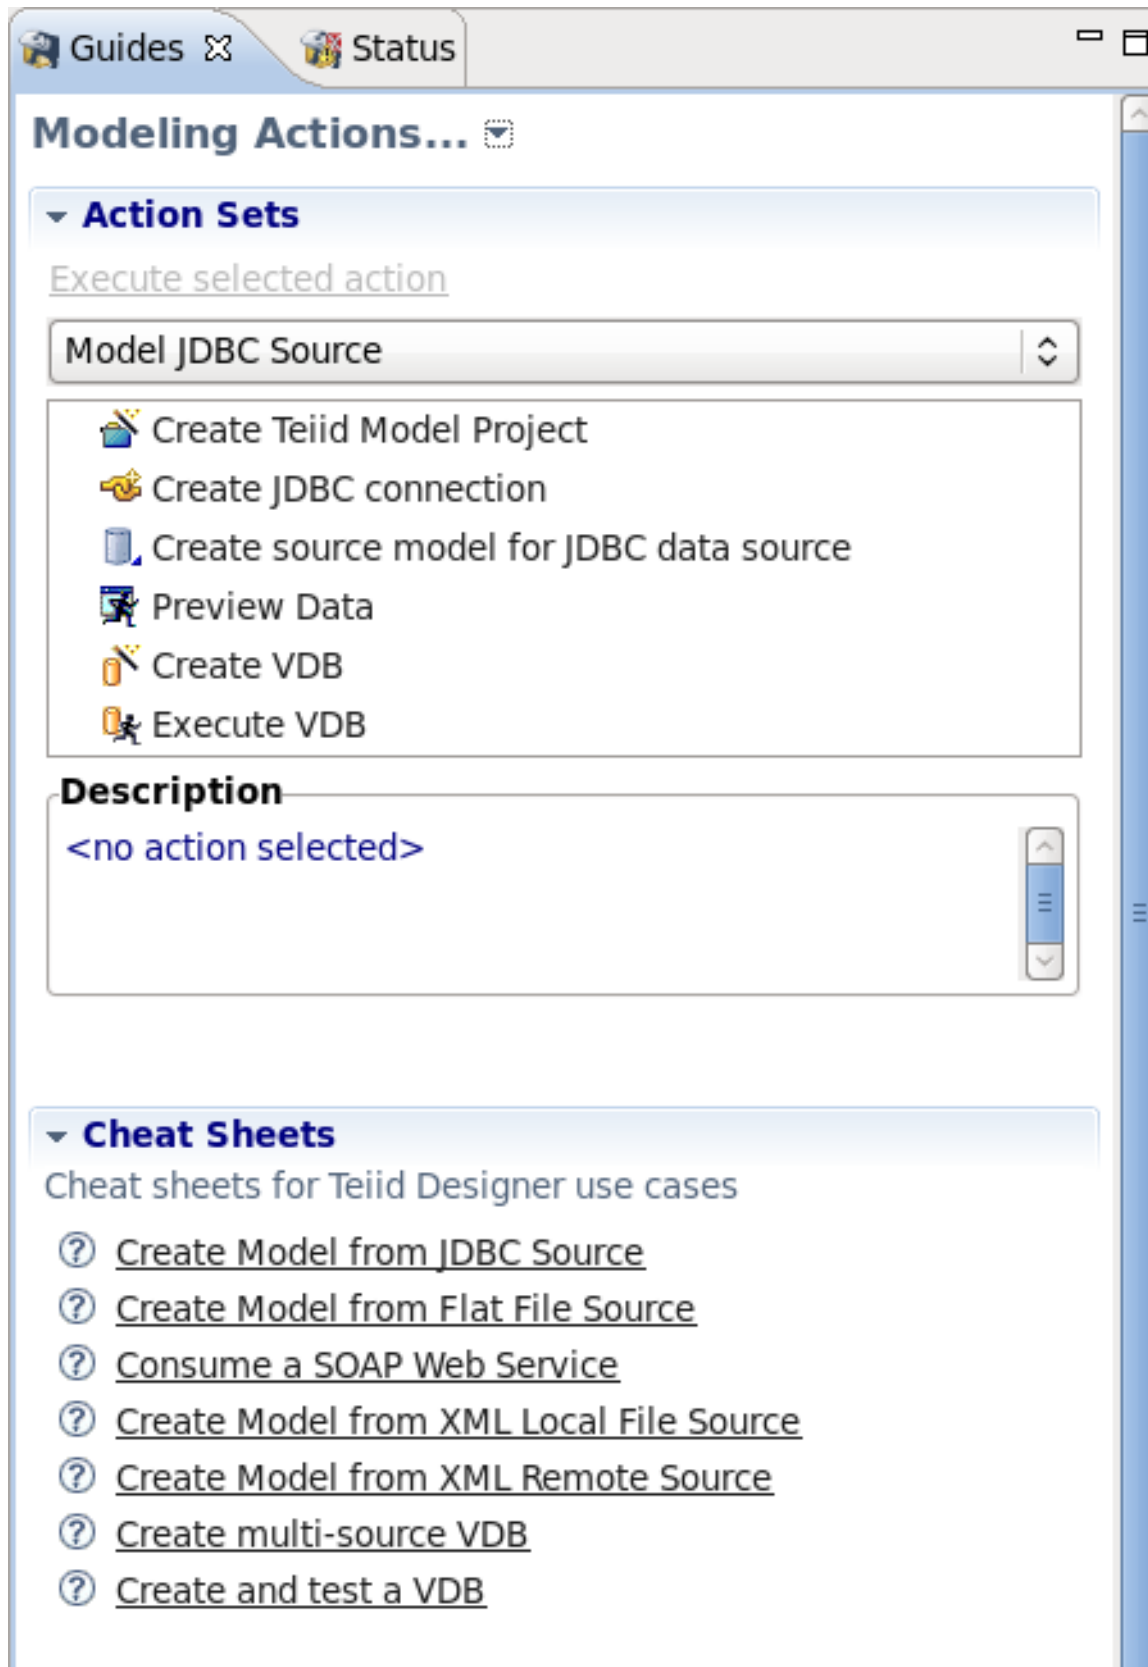 Guides Status
Modeling Actions...
Action Sets
Execute selected action
Model JDBC Source
Create Teiid Model Project
Create JDBC connection
Create source model for JDBC data source
Preview Data
Create VDB
Execute VDB
Description
<no action selected>
Cheat Sheets
Cheat sheets for Teiid Designer use cases
Create Model from JDBC Source
Create Model from Flat File Source
Consume a SOAP Web Service
Create Model from XML Local File Source
Create Model from XML Remote Source
Create multi-source VDB
Create and test a VDB